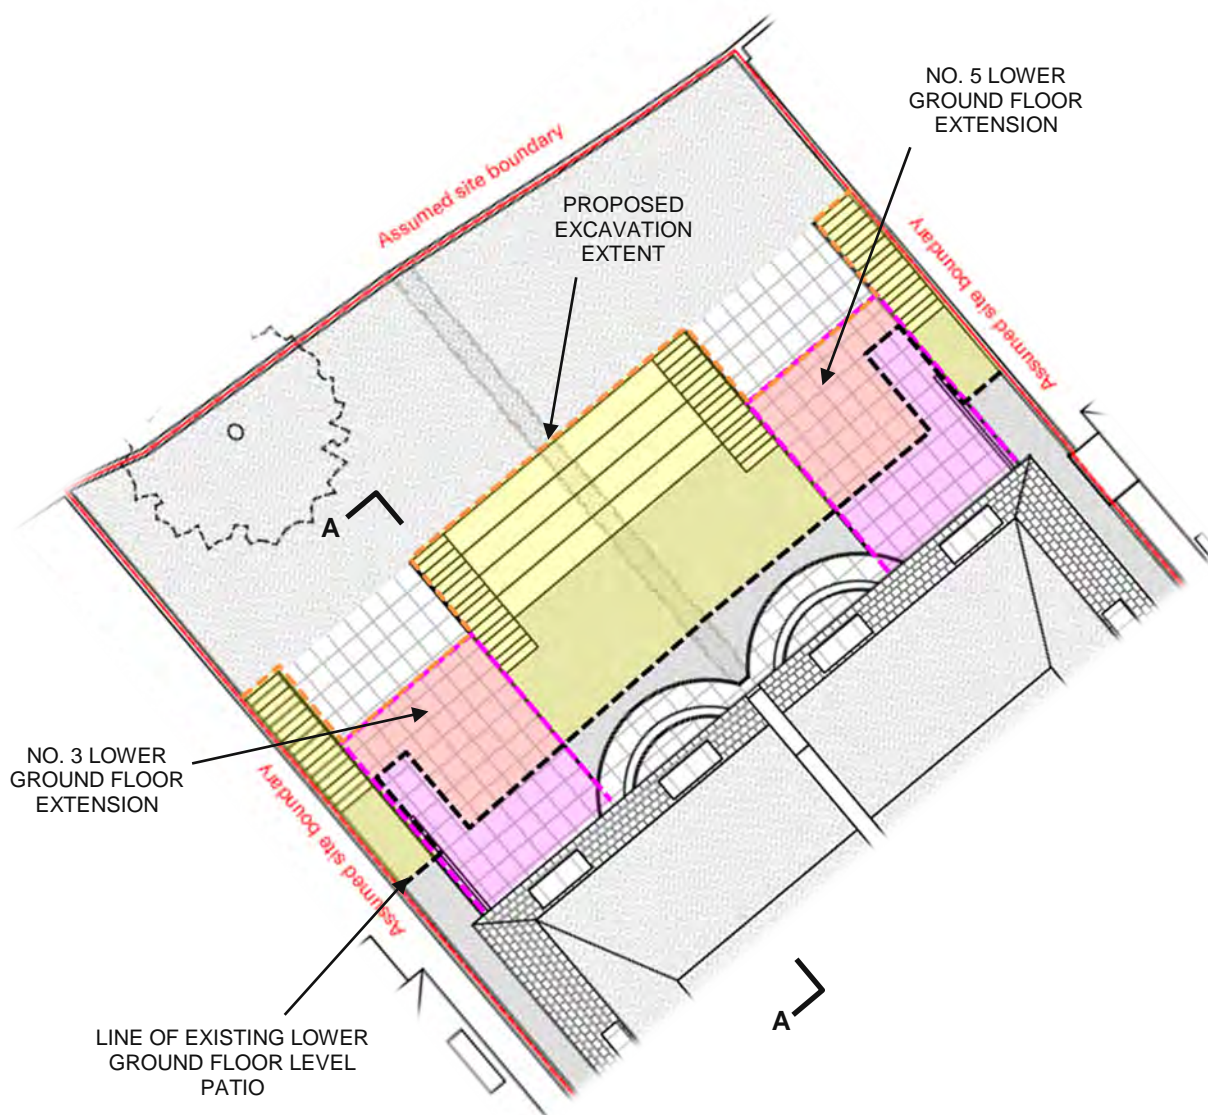 NO. 5 LOWER
GROUND FLOOR
EXTENSION
Assumed site boundary
PROPOSED
EXCAVATION
EXTENT
Assumed site boundary
A
NO. 3 LOWER
GROUND FLOOR
EXTENSION
Assumed site boundary
A
LINE OF EXISTING LOWER
GROUND FLOOR LEVEL
PATIO